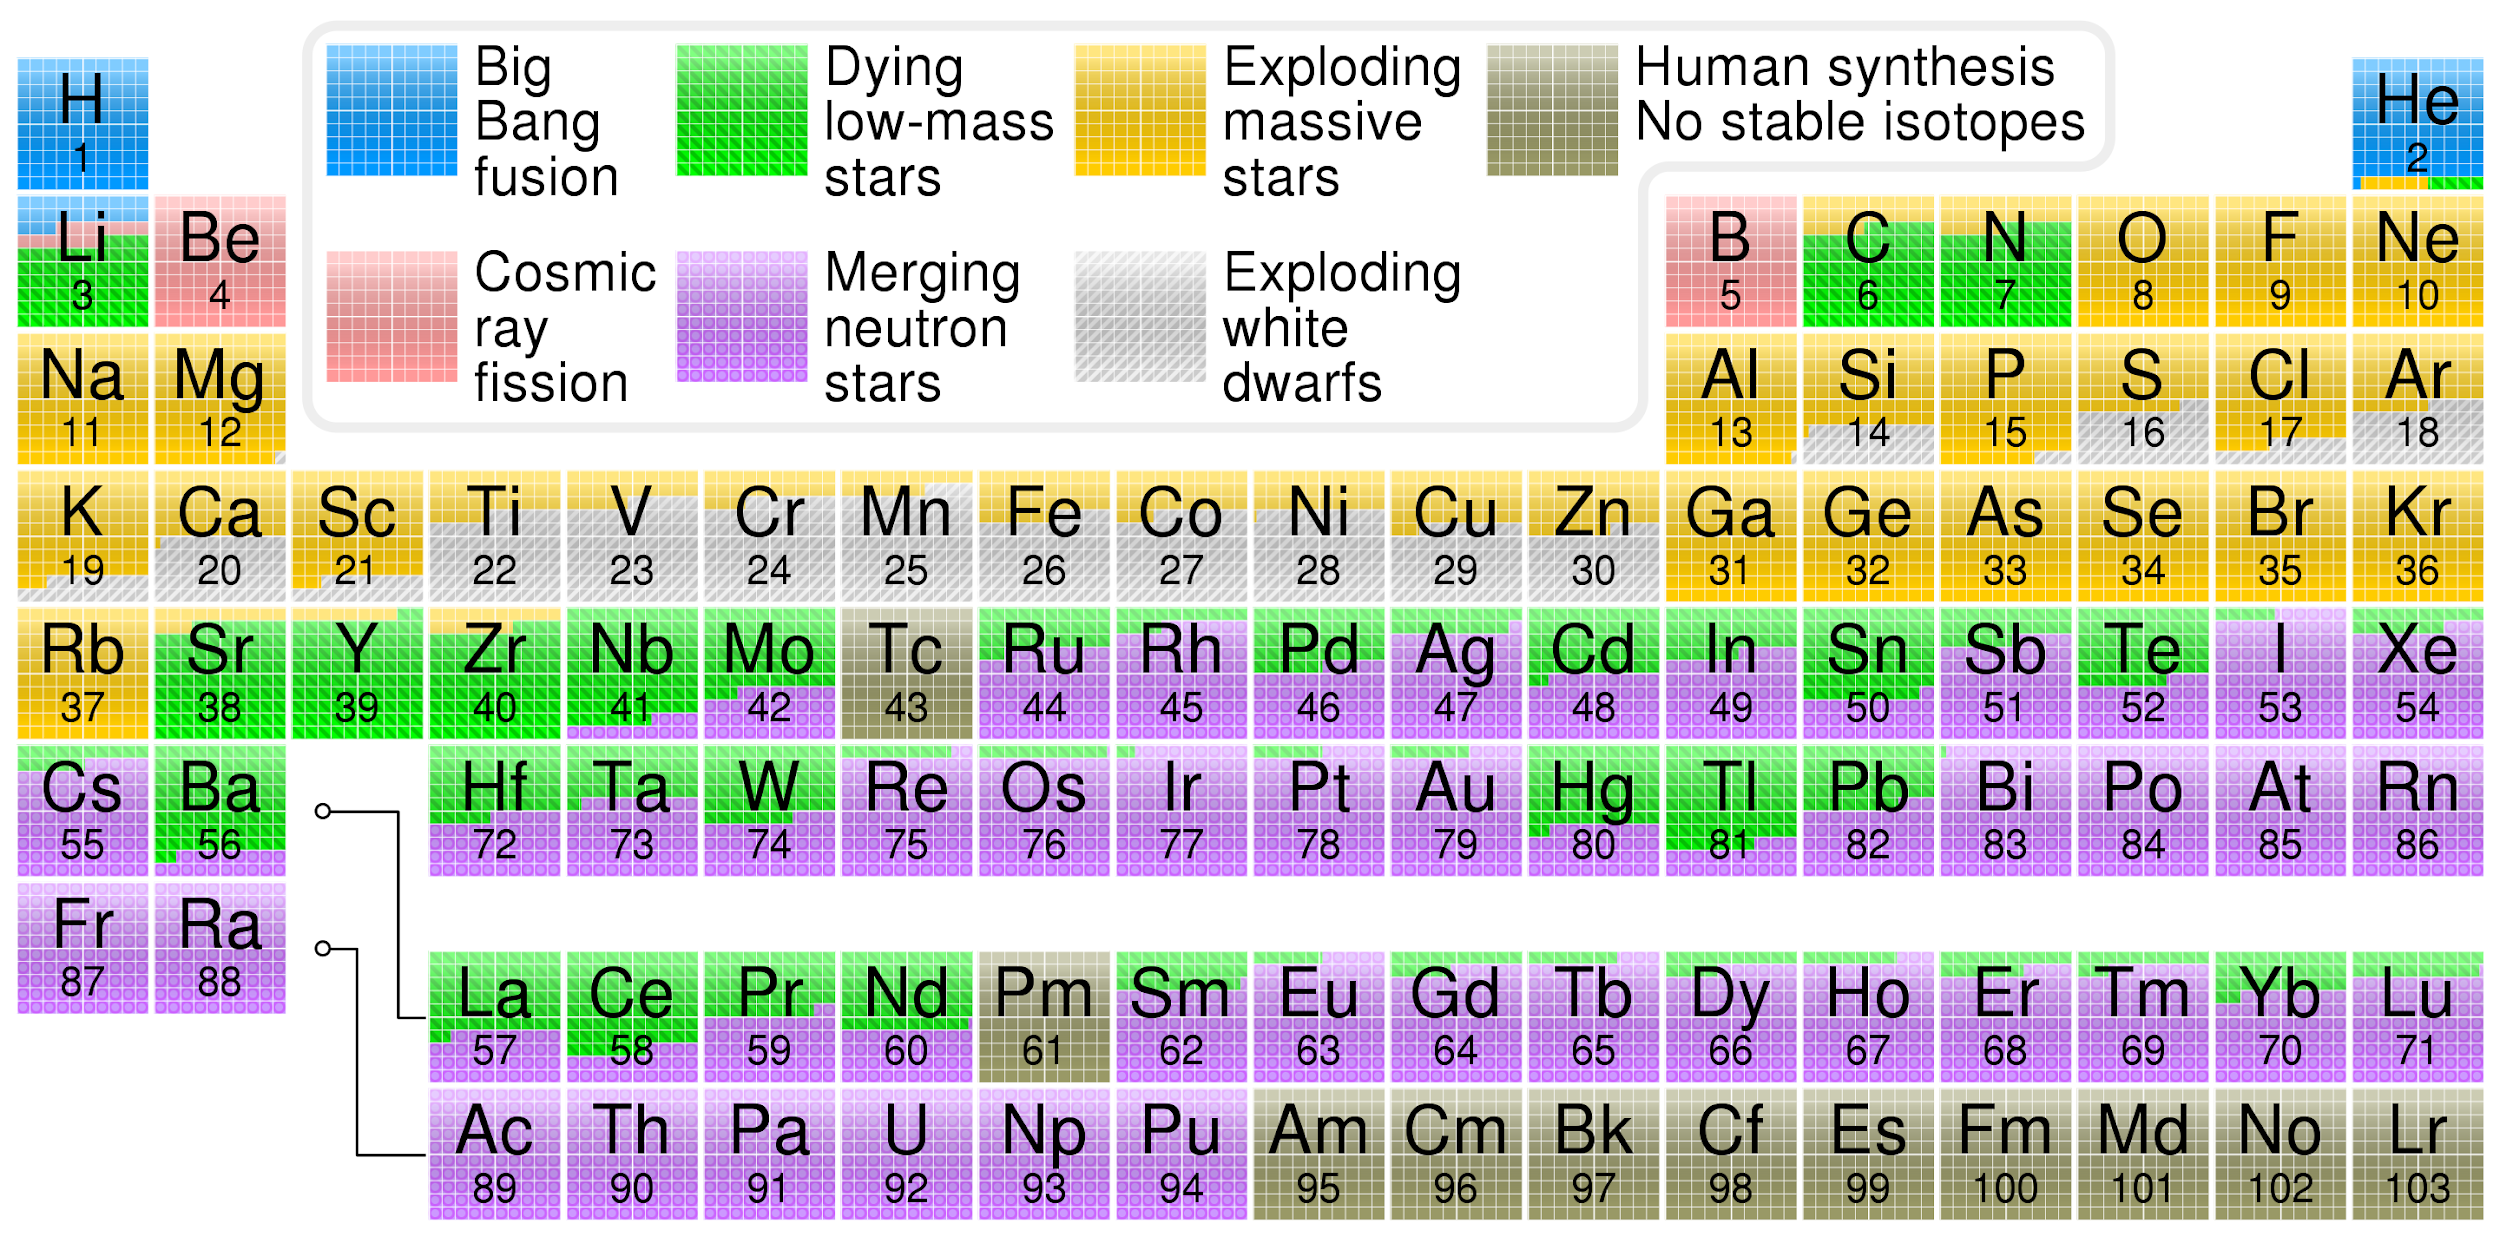 Big
Bang
fusion
Dying
low-mass
stars
Exploding
massive
stars
Human synthesis
No stable isotopes
Cosmic
ray
fission
Merging
neutron
stars
Exploding
white
dwarfs
H
1
He
2
Li
3
Be
4
B
5
C
6
N
7
O
8
F
9
Ne
10
Na
11
Mg
12
Al
13
Si
14
P
15
S
16
Cl
17
Ar
18
K
19
Ca
20
Sc
21
Ti
22
V
23
Cr
24
Mn
25
Fe
26
Co
27
Ni
28
Cu
29
Zn
30
Ga
31
Ge
32
As
33
Se
34
Br
35
Kr
36
Rb
37
Sr
38
Y
39
Zr
40
Nb
41
Mo
42
Tc
43
Ru
44
Rh
45
Pd
46
Ag
47
Cd
48
In
49
Sn
50
Sb
51
Te
52
I
53
Xe
54
Cs
55
Ba
56
Hf
72
Ta
73
W
74
Re
75
Os
76
Ir
77
Pt
78
Au
79
Hg
80
Tl
81
Pb
82
Bi
83
Po
84
At
85
Rn
86
Fr
87
Ra
88
La
57
Ce
58
Pr
59
Nd
60
Pm
61
Sm
62
Eu
63
Gd
64
Tb
65
Dy
66
Ho
67
Er
68
Tm
69
Yb
70
Lu
71
Ac
89
Th
90
Pa
91
U
92
Np
93
Pu
94
Am
95
Cm
96
Bk
97
Cf
98
Es
99
Fm
100
Md
101
No
102
Lr
103